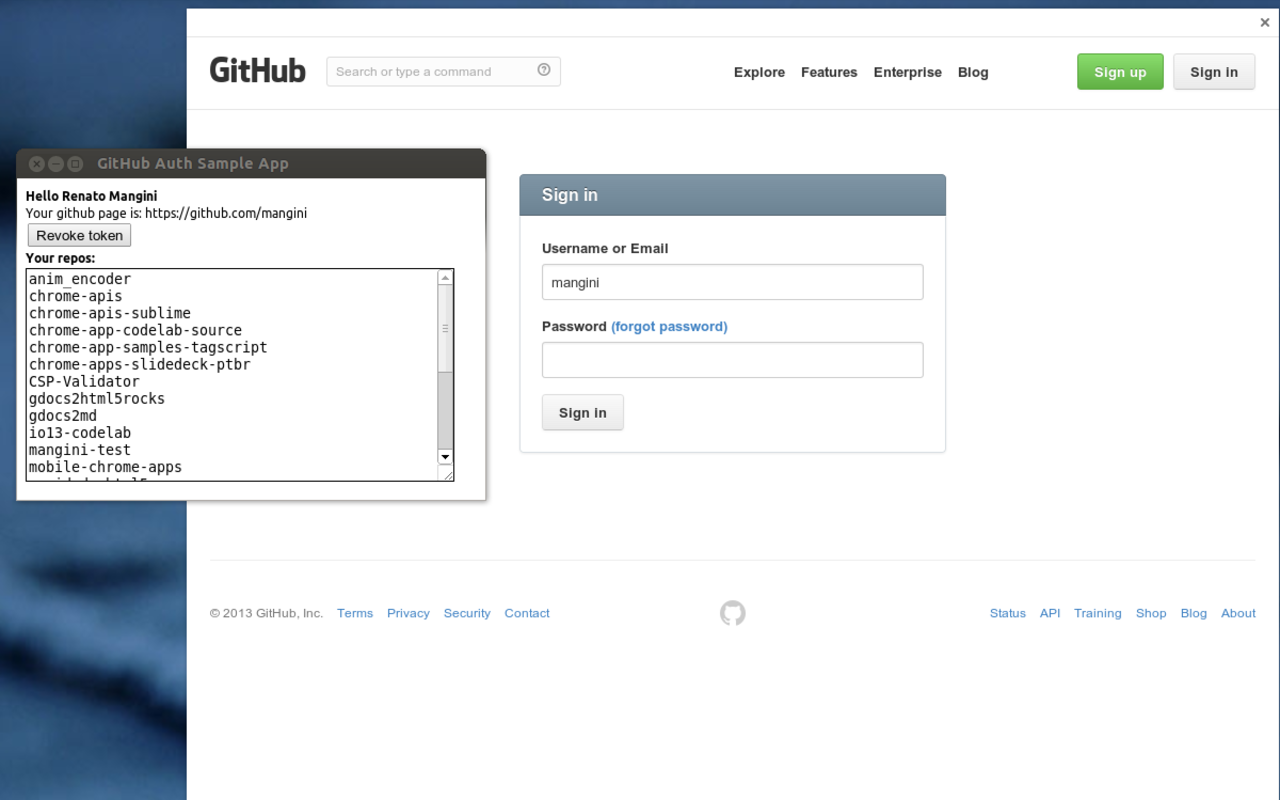 ×
GitHub
Search or type a command
Explore Features Enterprise Blog
Sign up
Sign in
GitHub Auth Sample App
Hello Renato Mangini
Your github page is: https://github.com/mangini
Revoke token
Your repos:
anim_encoder
chrome-apis
chrome-apis-sublime
chrome-app-codelab-source
chrome-app-samples-tagscript
chrome-apps-slidedeck-ptbr
CSP-Validator
gdocs2html5rocks
gdocs2md
io13-codelab
mangini-test
mobile-chrome-apps
Sign in
Username or Email
mangini
Password (forgot password)
Sign in
© 2013 GitHub, Inc. Terms Privacy Security Contact
Status API Training Shop Blog About